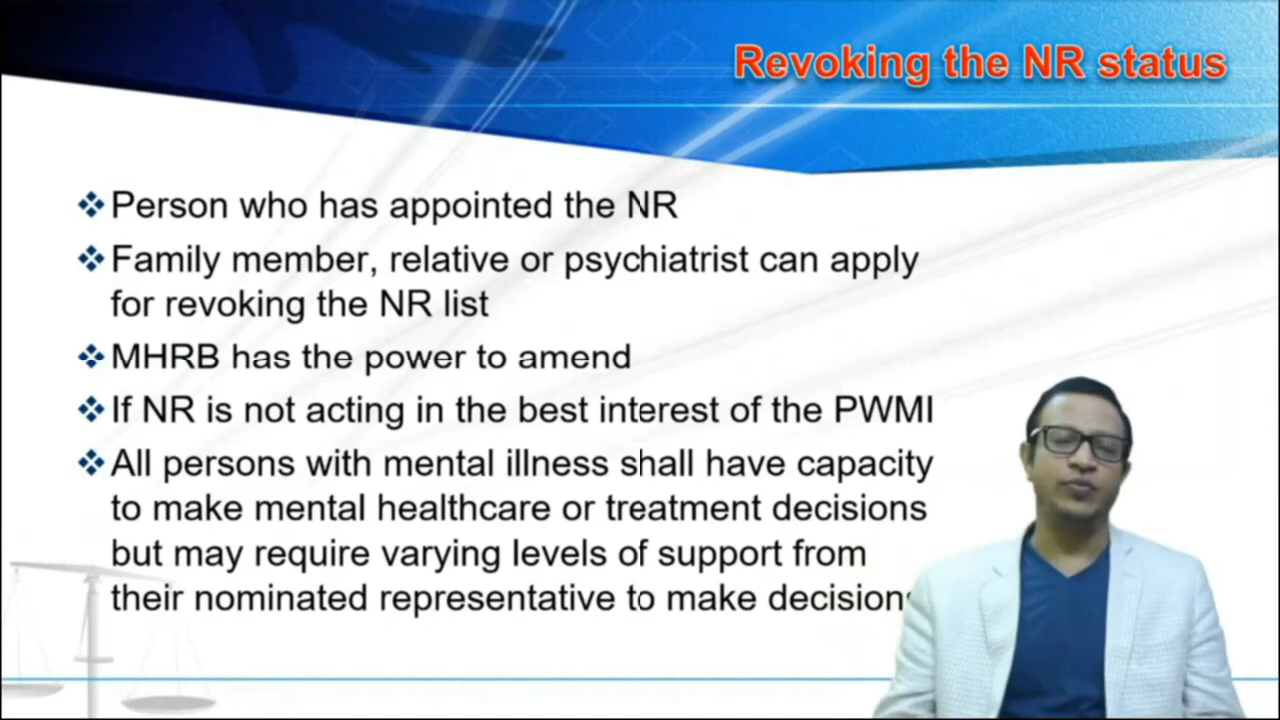 Revoking the NR status
Person who has appointed the NR
Family member, relative or psychiatrist can apply
for revoking the NR list
MHRB has the power to amend
If NR is not acting in the best interest of the PWMI
All persons with mental illness shall have capacity
to make mental healthcare or treatment decisions
but may require varying levels of support from
their nominated representative to make decisions